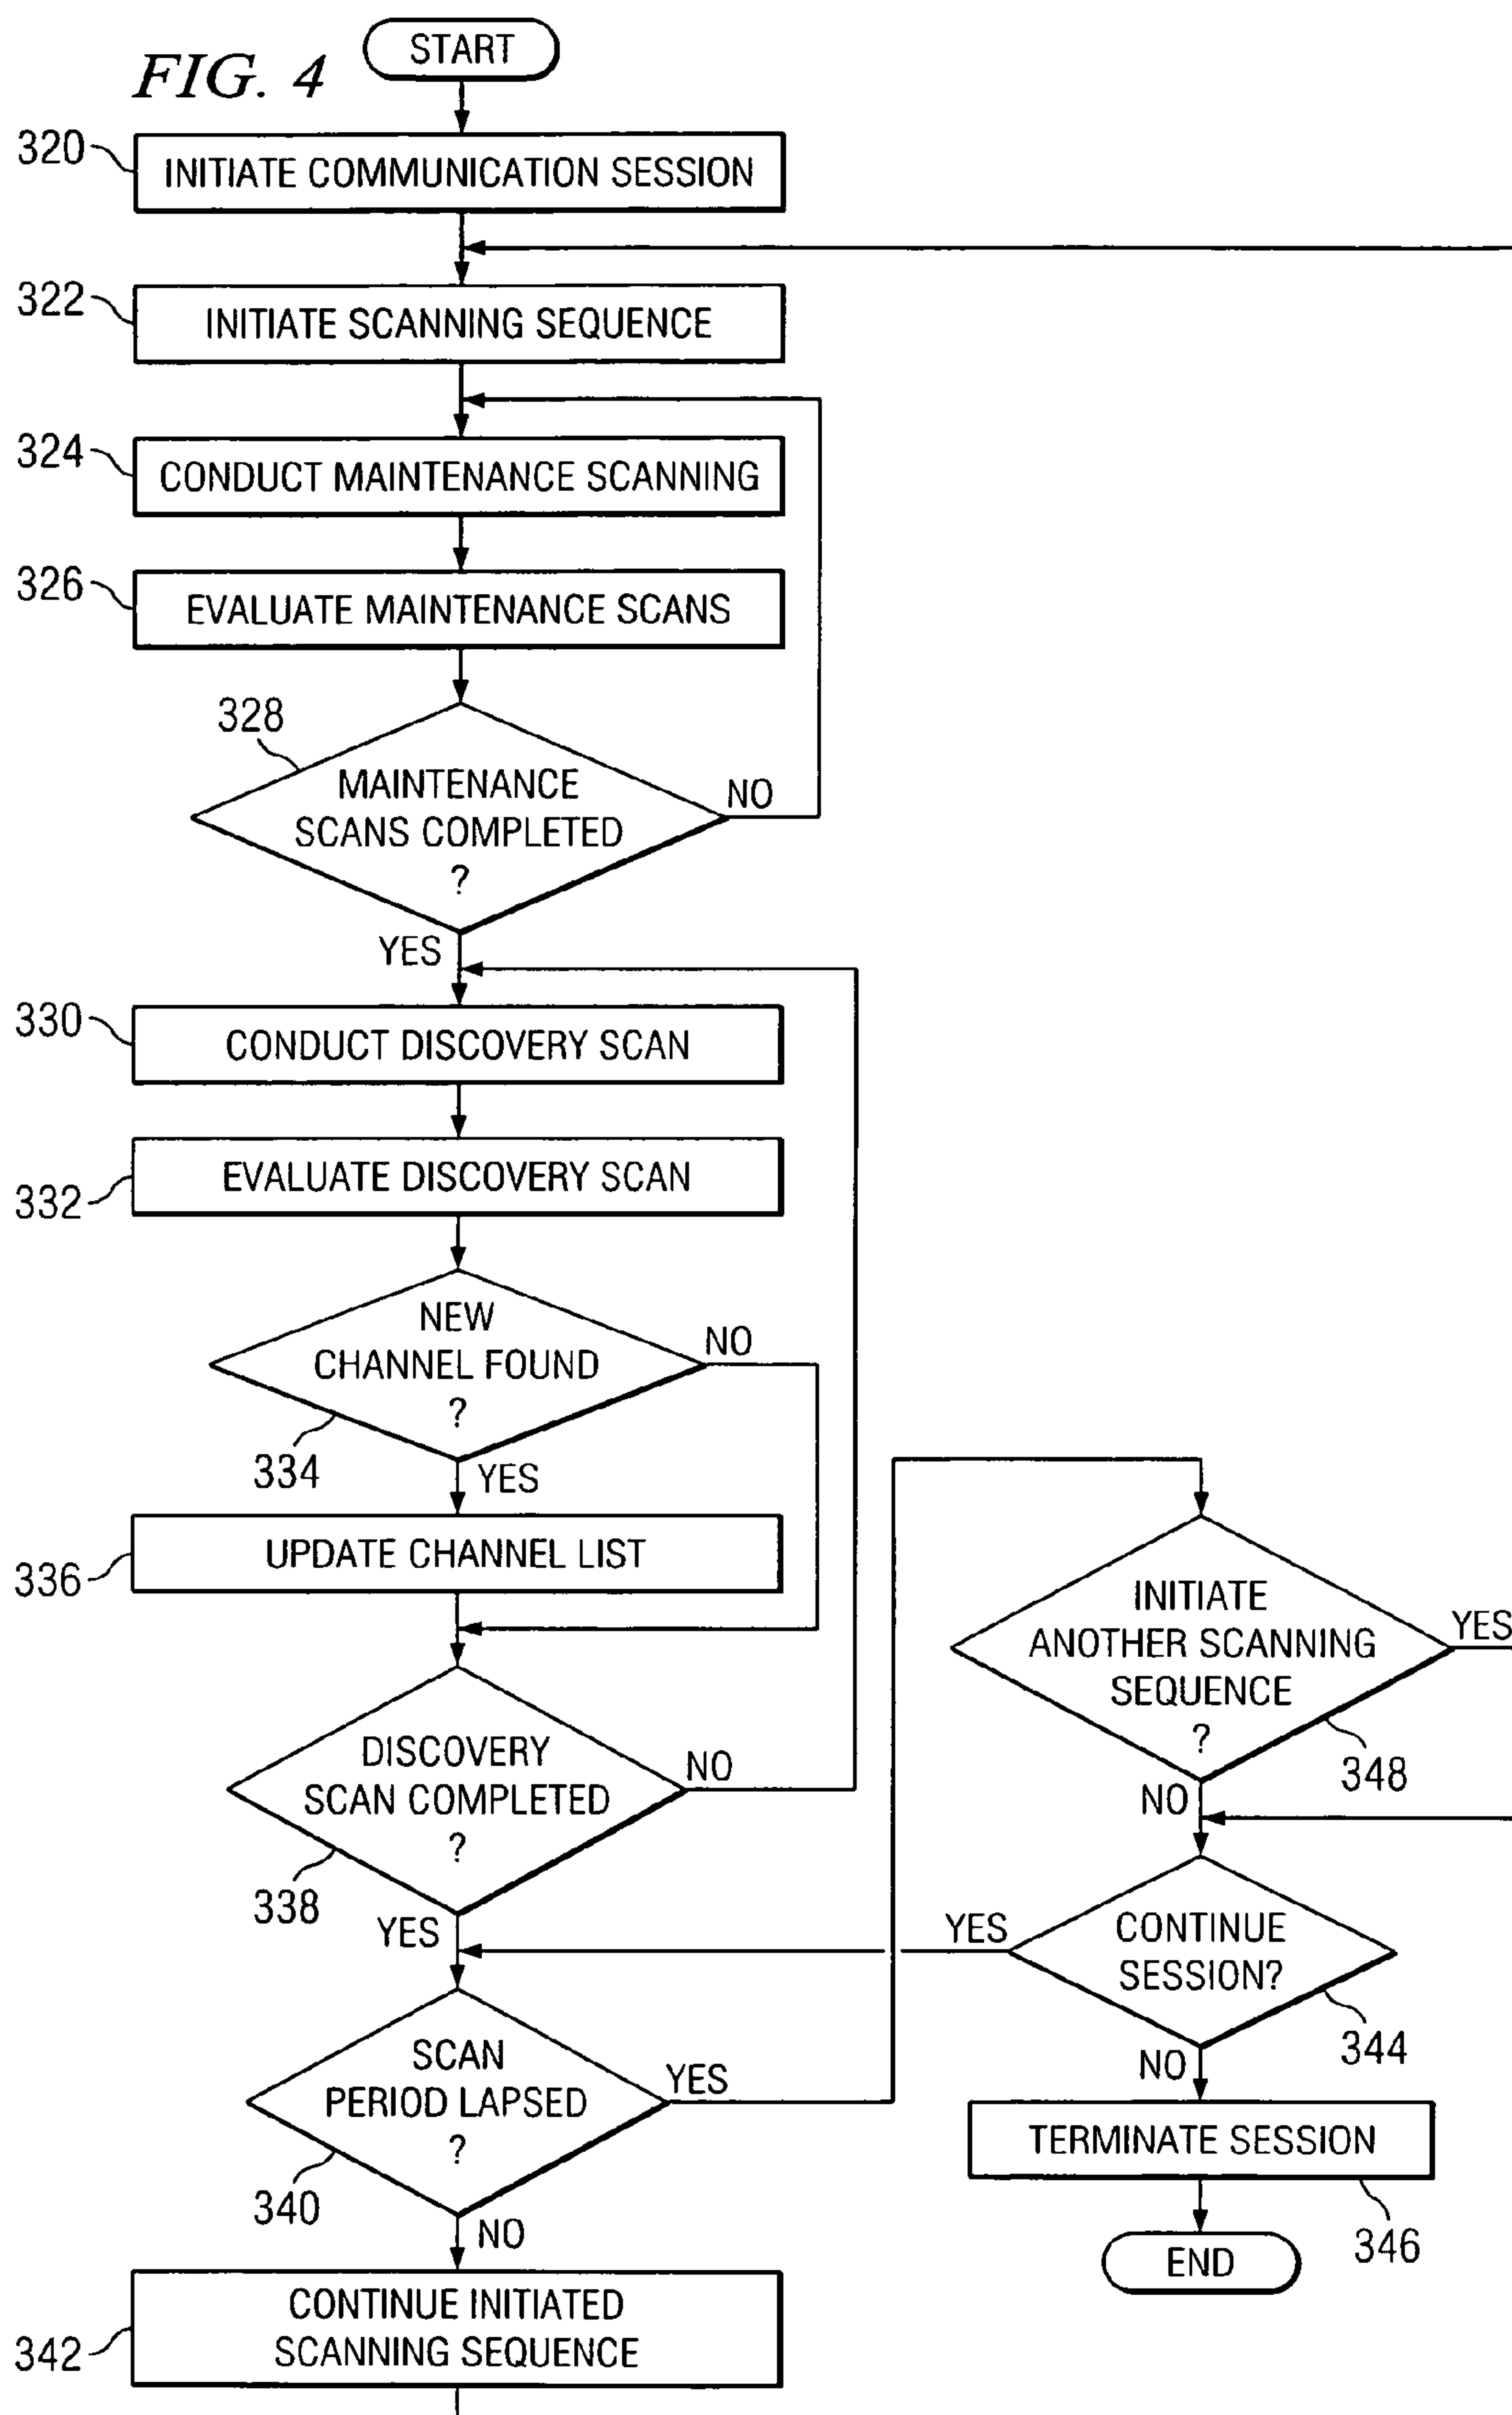 FIG. 4
START
320
INITIATE COMMUNICATION SESSION
322
INITIATE SCANNING SEQUENCE
324
CONDUCT MAINTENANCE SCANNING
326
EVALUATE MAINTENANCE SCANS
328
MAINTENANCE
SCANS COMPLETED
?
NO
YES
330
CONDUCT DISCOVERY SCAN
332
EVALUATE DISCOVERY SCAN
NEW
CHANNEL FOUND
?
NO
334
YES
336
UPDATE CHANNEL LIST
DISCOVERY
SCAN COMPLETED
?
NO
338
YES
SCAN
PERIOD LAPSED
?
YES
340
NO
342
CONTINUE INITIATED
SCANNING SEQUENCE
INITIATE
ANOTHER SCANNING
SEQUENCE
?
YES
348
NO
CONTINUE
SESSION?
YES
344
NO
TERMINATE SESSION
346
END